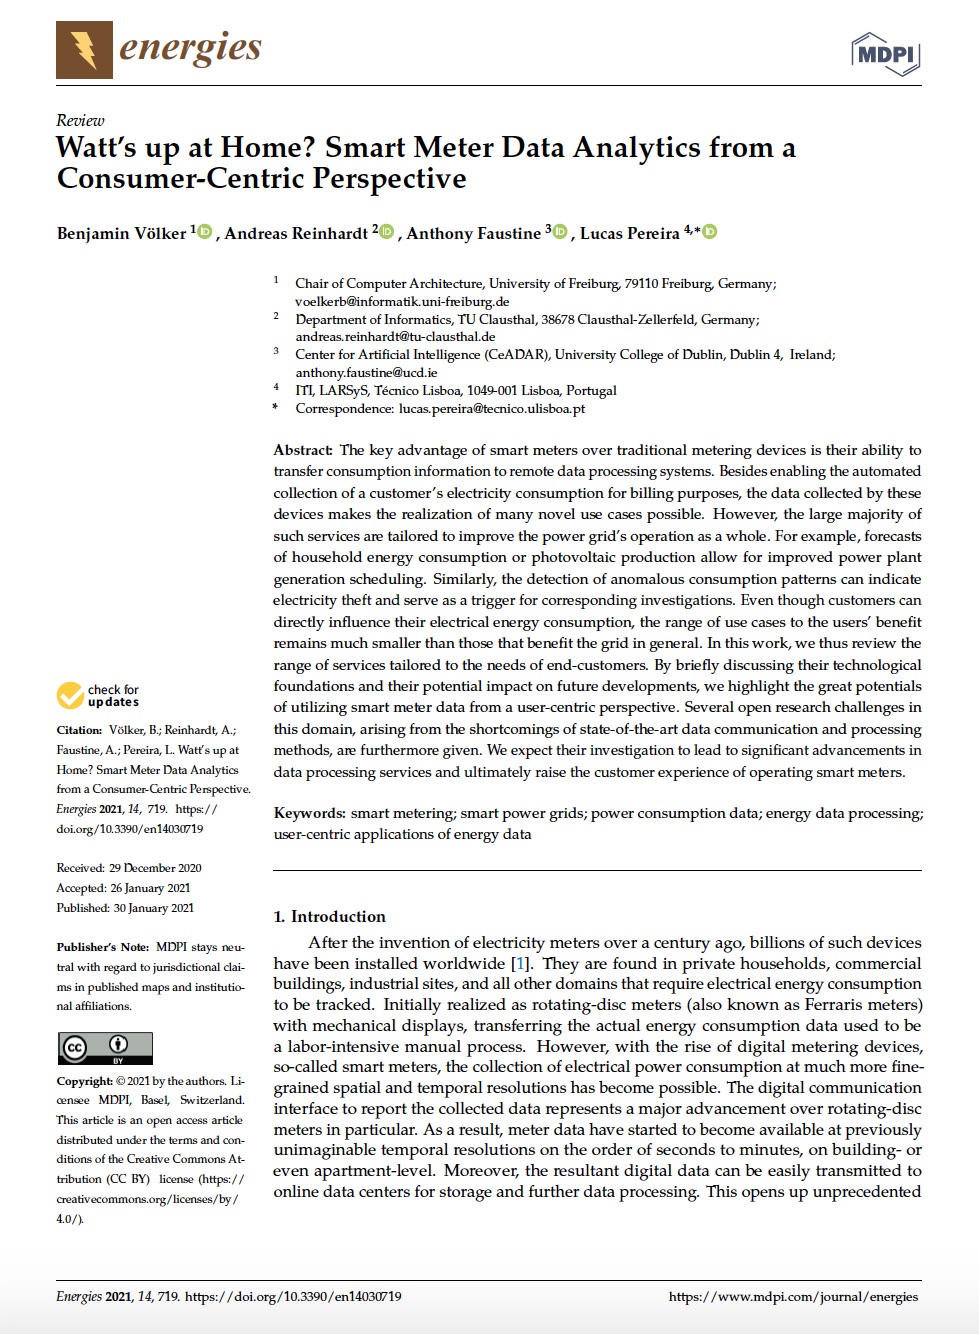 energies
MDPI
Review
Watt's up at Home? Smart Meter Data Analytics from a
Consumer-Centric Perspective
Benjamin Völker 1 iD, Andreas Reinhardt 2 iD, Anthony Faustine 3 iD, Lucas Pereira 4,* iD
1 Chair of Computer Architecture, University of Freiburg, 79110 Freiburg, Germany;
voelkerb@informatik.uni-freiburg.de
2 Department of Informatics, TU Clausthal, 38678 Clausthal-Zellerfeld, Germany;
andreas.reinhardt@tu-clausthal.de
3 Center for Artificial Intelligence (CeADAR), University College of Dublin, Dublin 4, Ireland;
anthony.faustine@ucd.ie
4 ITI, LARSyS, Técnico Lisboa, 1049-001 Lisboa, Portugal
* Correspondence: lucas.pereira@tecnico.ulisboa.pt
Abstract: The key advantage of smart meters over traditional metering devices is their ability to
transfer consumption information to remote data processing systems. Besides enabling the automated
collection of a customer's electricity consumption for billing purposes, the data collected by these
devices makes the realization of many novel use cases possible. However, the large majority of
such services are tailored to improve the power grid's operation as a whole. For example, forecasts
of household energy consumption or photovoltaic production allow for improved power plant
generation scheduling. Similarly, the detection of anomalous consumption patterns can indicate
electricity theft and serve as a trigger for corresponding investigations. Even though customers can
directly influence their electrical energy consumption, the range of use cases to the users' benefit
remains much smaller than those that benefit the grid in general. In this work, we thus review the
range of services tailored to the needs of end-customers. By briefly discussing their technological
foundations and their potential impact on future developments, we highlight the great potentials
of utilizing smart meter data from a user-centric perspective. Several open research challenges in
this domain, arising from the shortcomings of state-of-the-art data communication and processing
methods, are furthermore given. We expect their investigation to lead to significant advancements in
data processing services and ultimately raise the customer experience of operating smart meters.
Keywords: smart metering; smart power grids; power consumption data; energy data processing;
user-centric applications of energy data
check for
updates
Citation: Völker, B.; Reinhardt, A.;
Faustine, A.; Pereira, L. Watt's up at
Home? Smart Meter Data Analytics
from a Consumer-Centric Perspective.
Energies 2021, 14, 719. https://
doi.org/10.3390/en14030719
Received: 29 December 2020
Accepted: 26 January 2021
Published: 30 January 2021
Publisher's Note: MDPI stays neu-
tral with regard to jurisdictional clai-
ms in published maps and institutio-
nal affiliations.
cc
BY
Copyright: © 2021 by the authors. Li-
censee MDPI, Basel, Switzerland.
This article is an open access article
distributed under the terms and con-
ditions of the Creative Commons At-
tribution (CC BY) license (https://
creativecommons.org/licenses/by/
4.0/).
1. Introduction
After the invention of electricity meters over a century ago, billions of such devices
have been installed worldwide [1]. They are found in private households, commercial
buildings, industrial sites, and all other domains that require electrical energy consumption
to be tracked. Initially realized as rotating-disc meters (also known as Ferraris meters)
with mechanical displays, transferring the actual energy consumption data used to be
a labor-intensive manual process. However, with the rise of digital metering devices,
so-called smart meters, the collection of electrical power consumption at much more fine-
grained spatial and temporal resolutions has become possible. The digital communication
interface to report the collected data represents a major advancement over rotating-disc
meters in particular. As a result, meter data have started to become available at previously
unimaginable temporal resolutions on the order of seconds to minutes, on building- or
even apartment-level. Moreover, the resultant digital data can be easily transmitted to
online data centers for storage and further data processing. This opens up unprecedented
Energies 2021, 14, 719. https://doi.org/10.3390/en14030719
https://www.mdpi.com/journal/energies